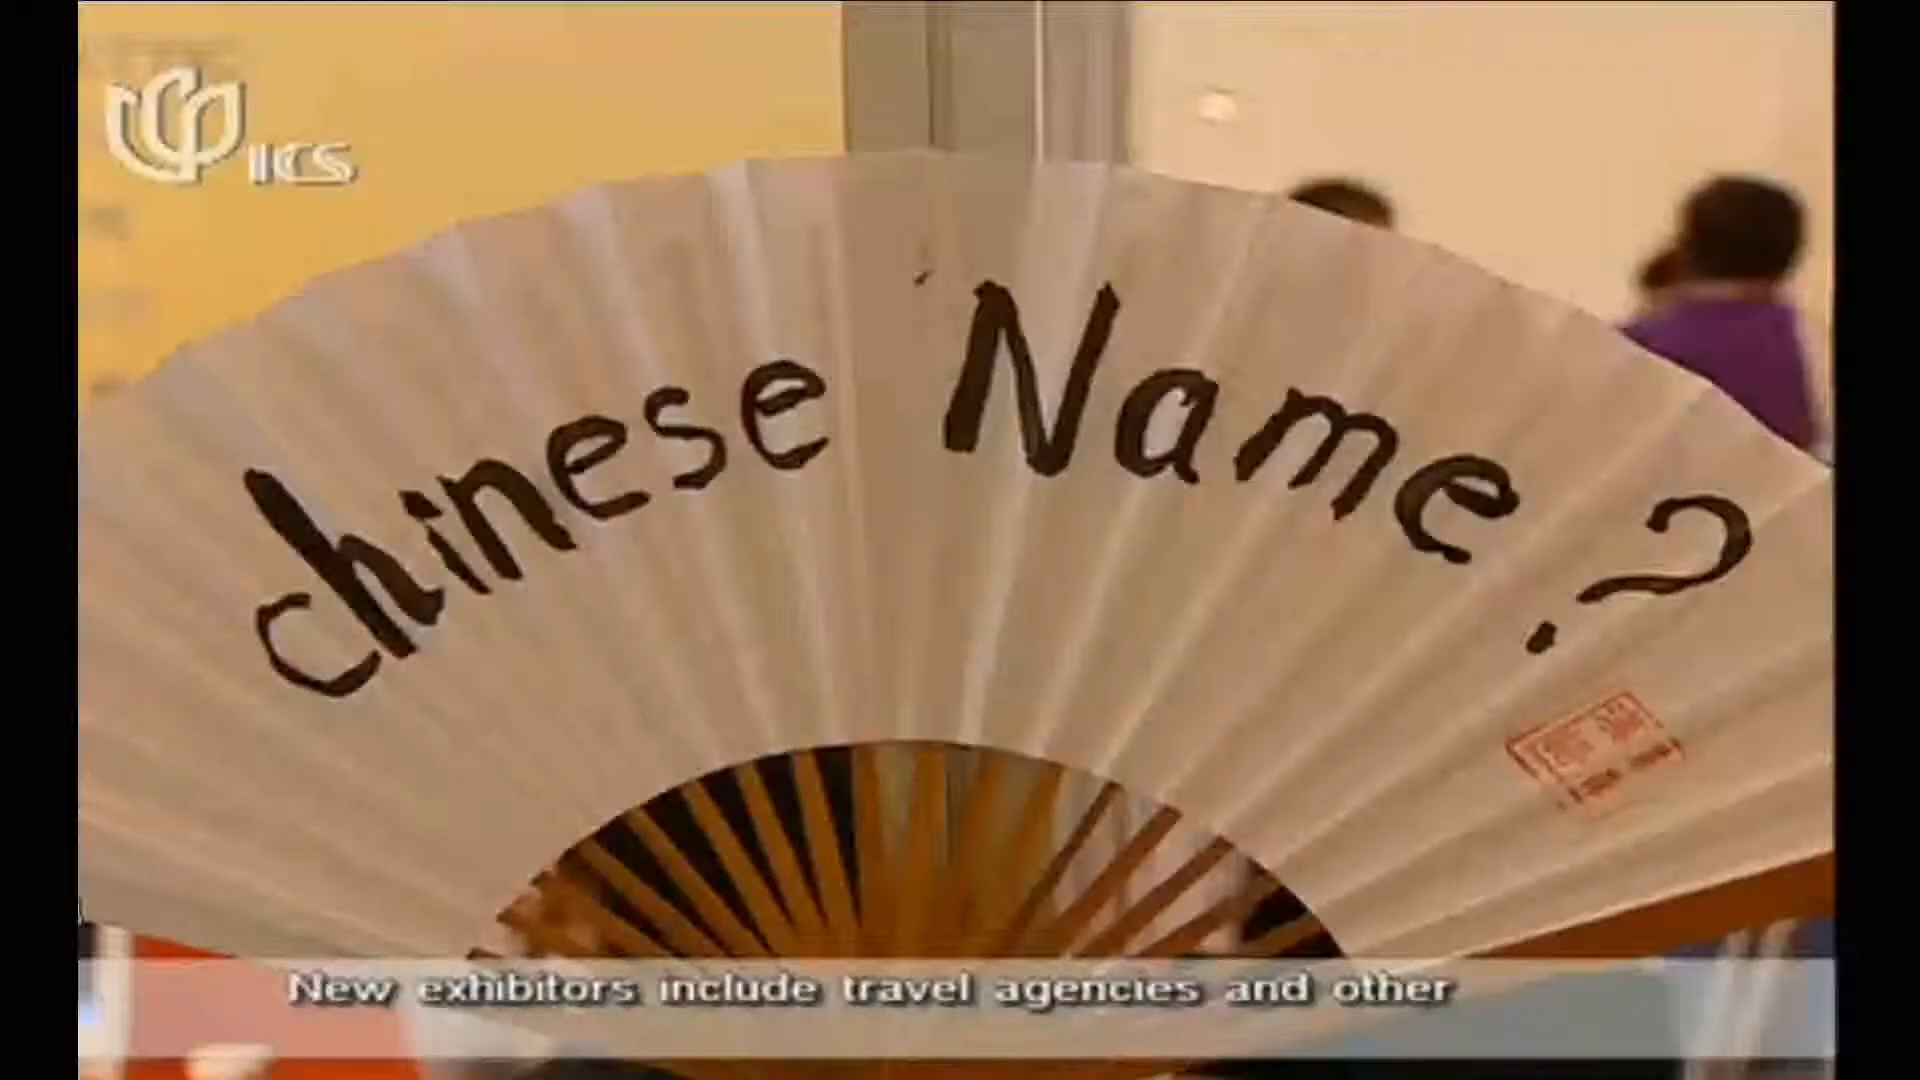 ICS
chinese Name?
New exhibitors include travel agencies and other